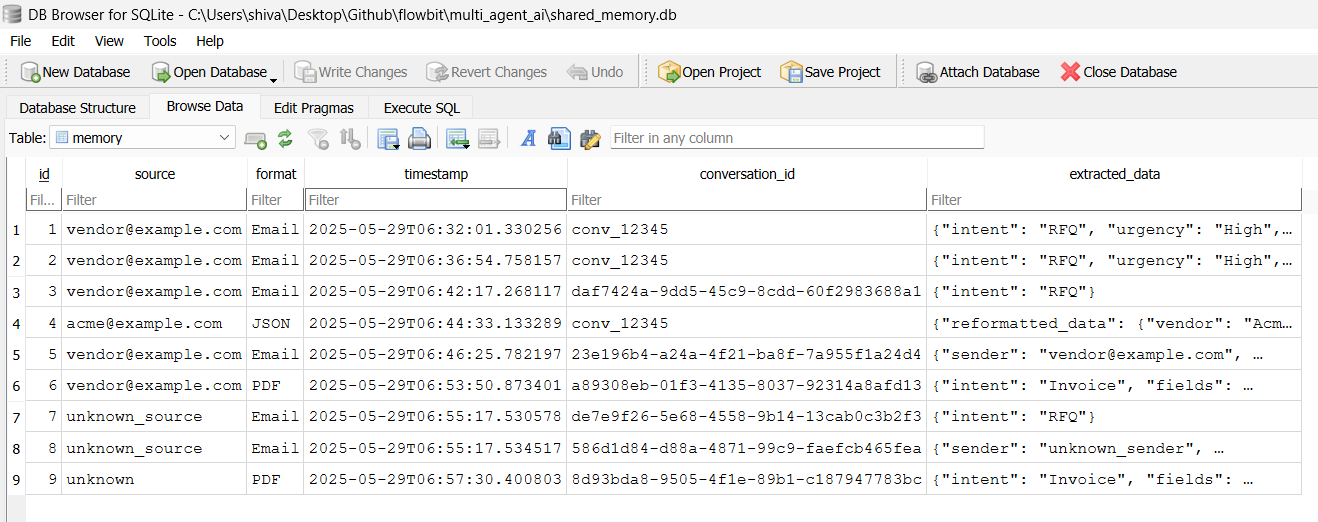 DB Browser for SQLite - C:\Users\shiva\Desktop\Github\flowbit\multi_agent_ai\shared_memory.db
File Edit View Tools Help
New Database Open Database Write Changes Revert Changes Undo Open Project Save Project Attach Database Close Database
Database Structure Browse Data Edit Pragmas Execute SQL
Table: memory Filter in any column
id source format timestamp conversation_id extracted_data
Fil... Filter Filter Filter Filter Filter
1 1 vendor@example.com Email 2025-05-29T06:32:01.330256 conv_12345 {"intent": "RFQ", "urgency": "High",…
2 2 vendor@example.com Email 2025-05-29T06:36:54.758157 conv_12345 {"intent": "RFQ", "urgency": "High",…
3 3 vendor@example.com Email 2025-05-29T06:42:17.268117 daf7424a-9dd5-45c9-8cdd-60f2983688a1 {"intent": "RFQ"}
4 4 acme@example.com JSON 2025-05-29T06:44:33.133289 conv_12345 {"reformatted_data": {"vendor": "Acm…
5 5 vendor@example.com Email 2025-05-29T06:46:25.782197 23e196b4-a24a-4f21-ba8f-7a955f1a24d4 {"sender": "vendor@example.com", …
6 6 vendor@example.com PDF 2025-05-29T06:53:50.873401 a89308eb-01f3-4135-8037-92314a8afd13 {"intent": "Invoice", "fields": …
7 7 unknown_source Email 2025-05-29T06:55:17.530578 de7e9f26-5e68-4558-9b14-13cab0c3b2f3 {"intent": "RFQ"}
8 8 unknown_source Email 2025-05-29T06:55:17.534517 586d1d84-d88a-4871-99c9-faefcb465fea {"sender": "unknown_sender", …
9 9 unknown PDF 2025-05-29T06:57:30.400803 8d93bda8-9505-4f1e-89b1-c187947783bc {"intent": "Invoice", "fields": …